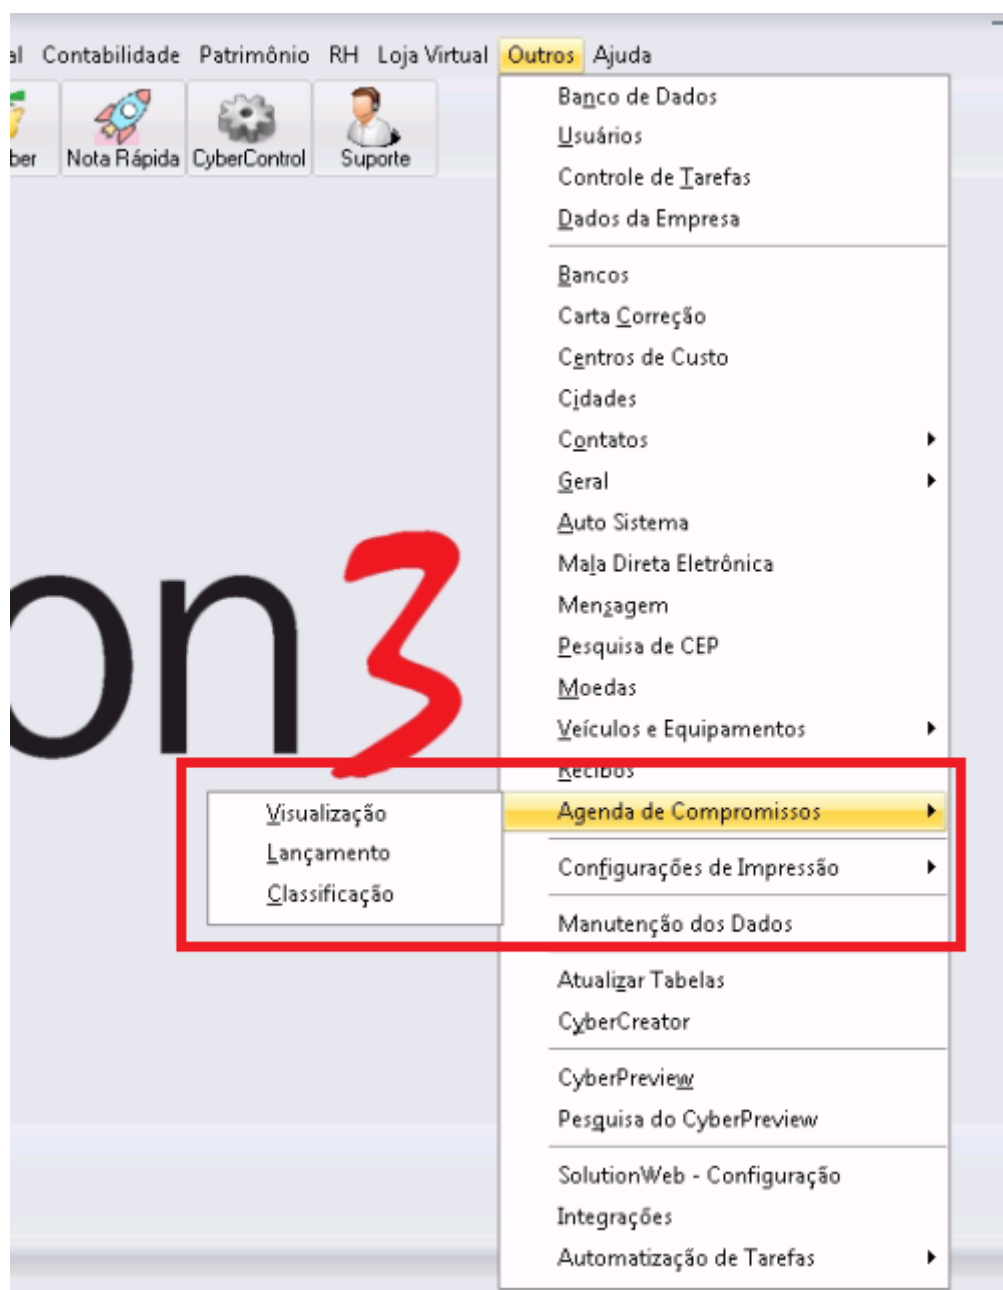 al Contabilidade Patrimônio RH Loja Virtual Outros Ajuda
ber Nota Rápida CyberControl Suporte
Banco de Dados
Usuários
Controle de Tarefas
Dados da Empresa
Bancos
Carta Correção
Centros de Custo
Cidades
Contatos
Geral
Auto Sistema
Mala Direta Eletrônica
Mensagem
Pesquisa de CEP
Moedas
Veículos e Equipamentos
Recibos
Agenda de Compromissos
Visualização
Lançamento
Classificação
Configurações de Impressão
Manutenção dos Dados
Atualizar Tabelas
CyberCreator
CyberPreview
Pesquisa do CyberPreview
SolutionWeb - Configuração
Integrações
Automatização de Tarefas
on3